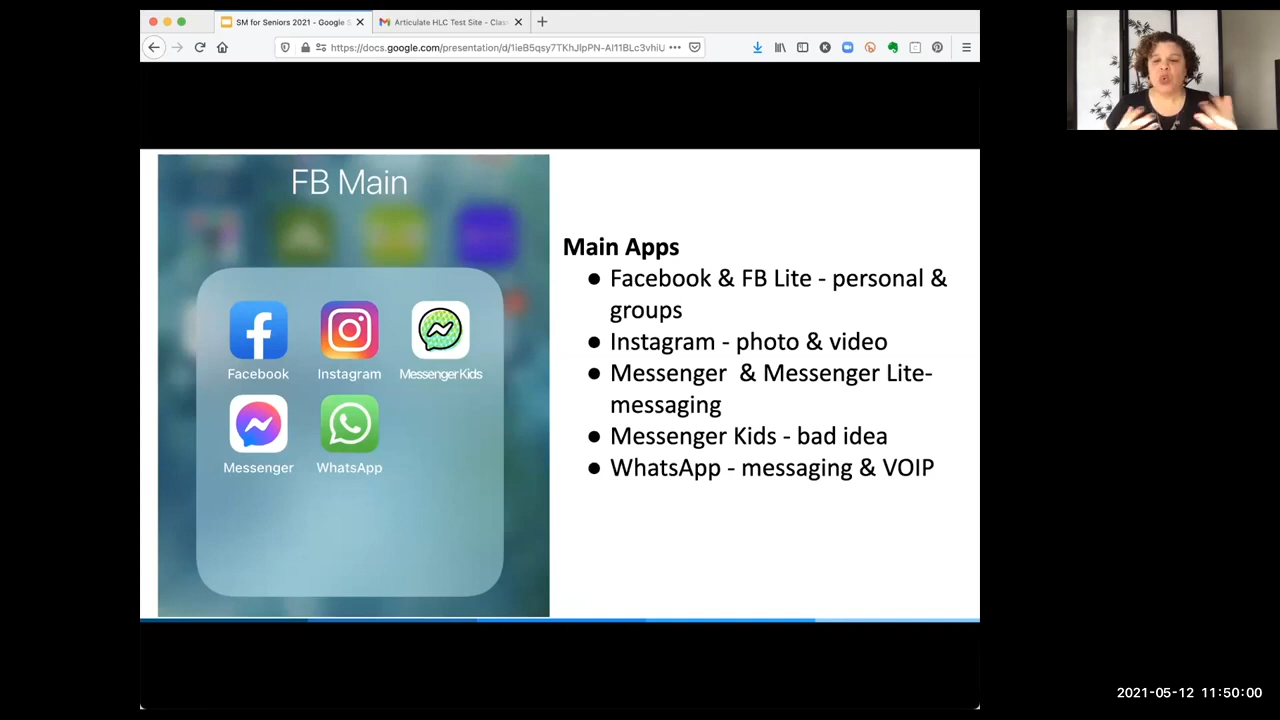 SM for Seniors 2021 - Google S
Articulate HLC Test Site - Clas
https://docs.google.com/presentation/d/1ieB5qsy7TKhJlpPN-AI11BLc3vhiU
FB Main
Facebook
Instagram
Messenger Kids
Messenger
WhatsApp
Main Apps
● Facebook & FB Lite - personal &
groups
● Instagram - photo & video
● Messenger & Messenger Lite-
messaging
● Messenger Kids - bad idea
● WhatsApp - messaging & VOIP
2021-05-12 11:50:00